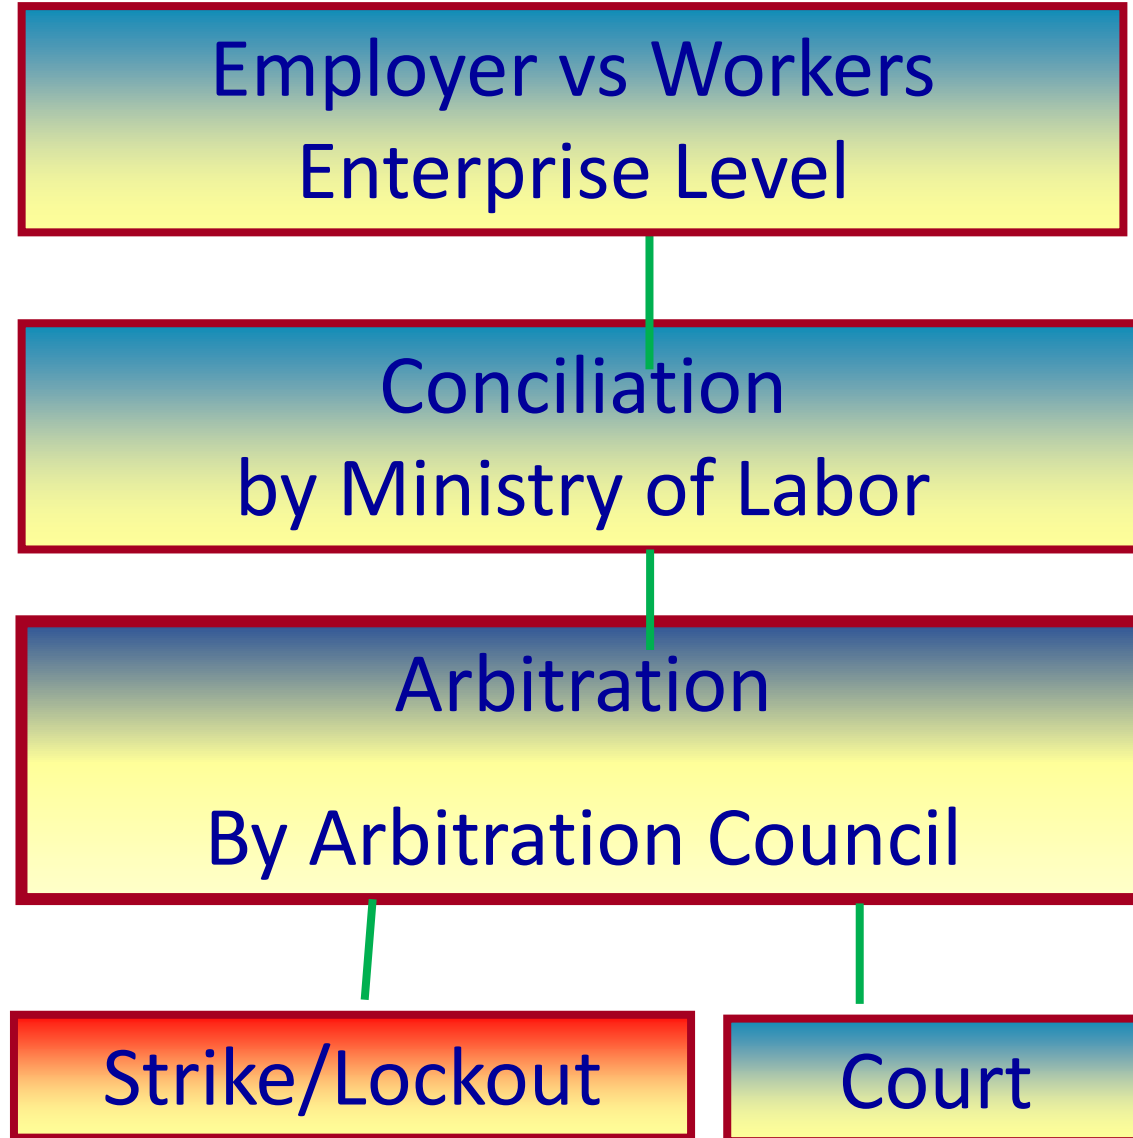 Employer vs Workers
Enterprise Level
Conciliation
by Ministry of Labor
Arbitration
By Arbitration Council
Strike/Lockout
Court